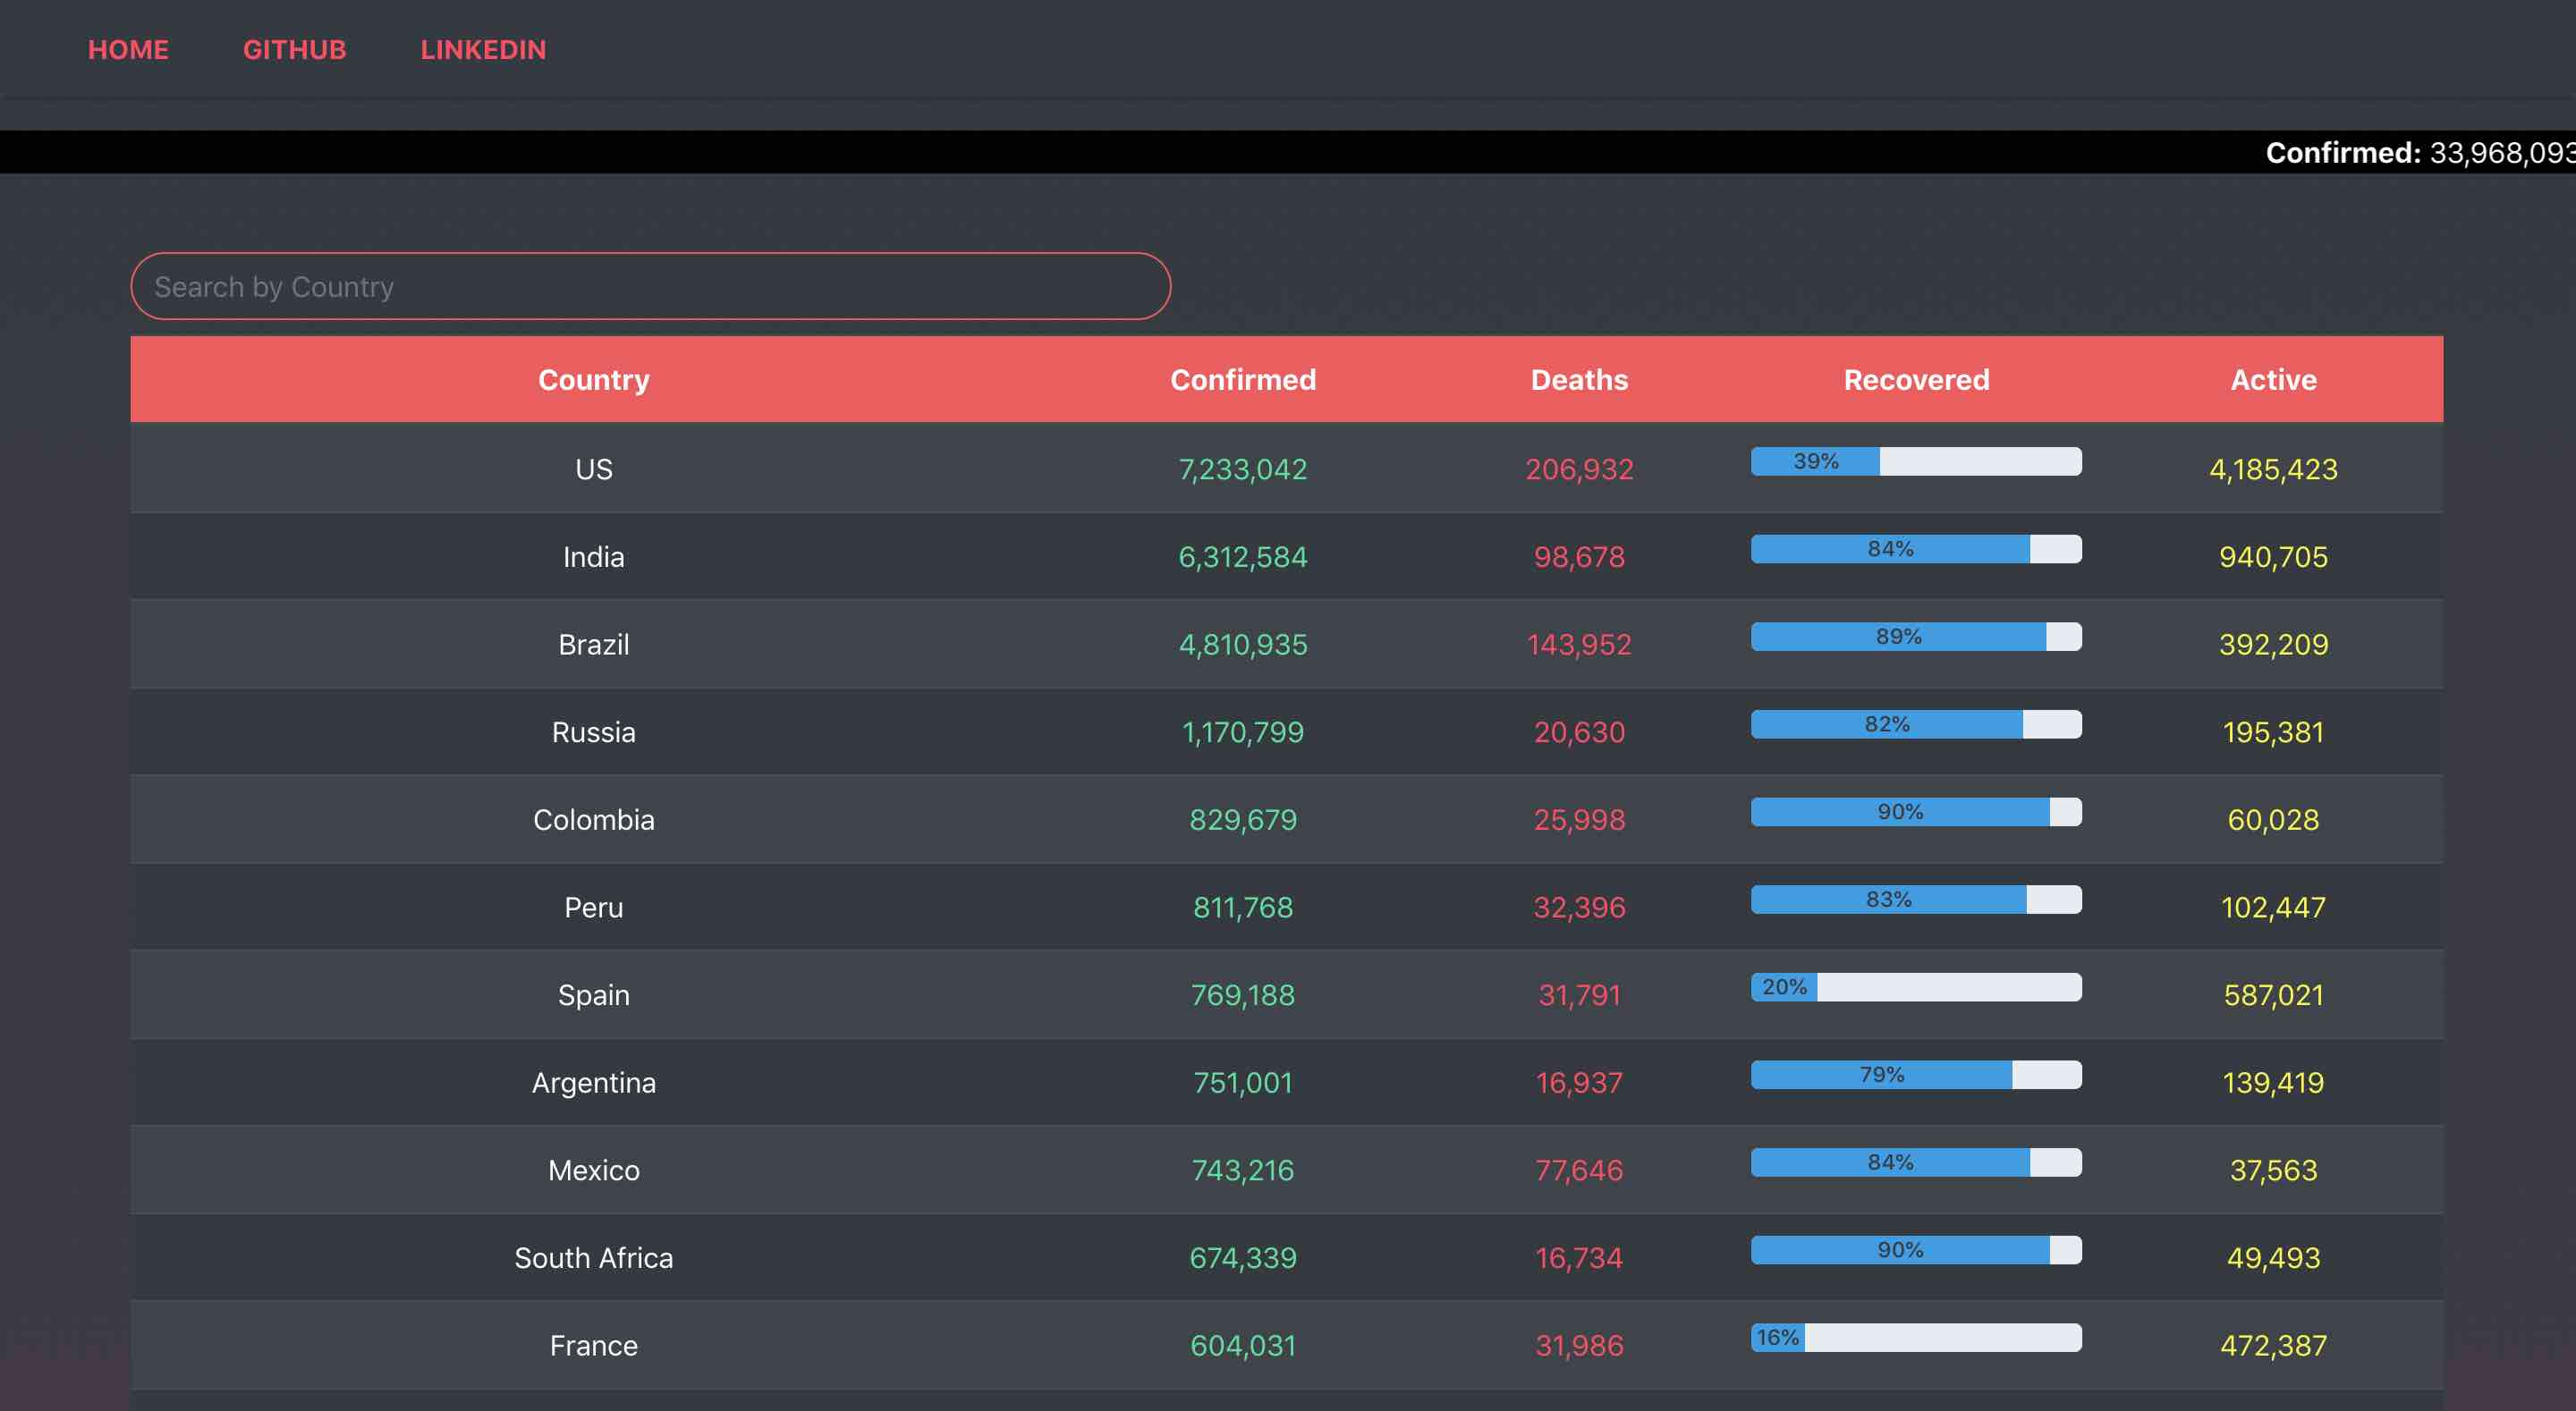 HOME GITHUB LINKEDIN
Confirmed: 33,968,093
Search by Country
Country Confirmed Deaths Recovered Active
US 7,233,042 206,932 39% 4,185,423
India 6,312,584 98,678 84% 940,705
Brazil 4,810,935 143,952 89% 392,209
Russia 1,170,799 20,630 82% 195,381
Colombia 829,679 25,998 90% 60,028
Peru 811,768 32,396 83% 102,447
Spain 769,188 31,791 20% 587,021
Argentina 751,001 16,937 79% 139,419
Mexico 743,216 77,646 84% 37,563
South Africa 674,339 16,734 90% 49,493
France 604,031 31,986 16% 472,387